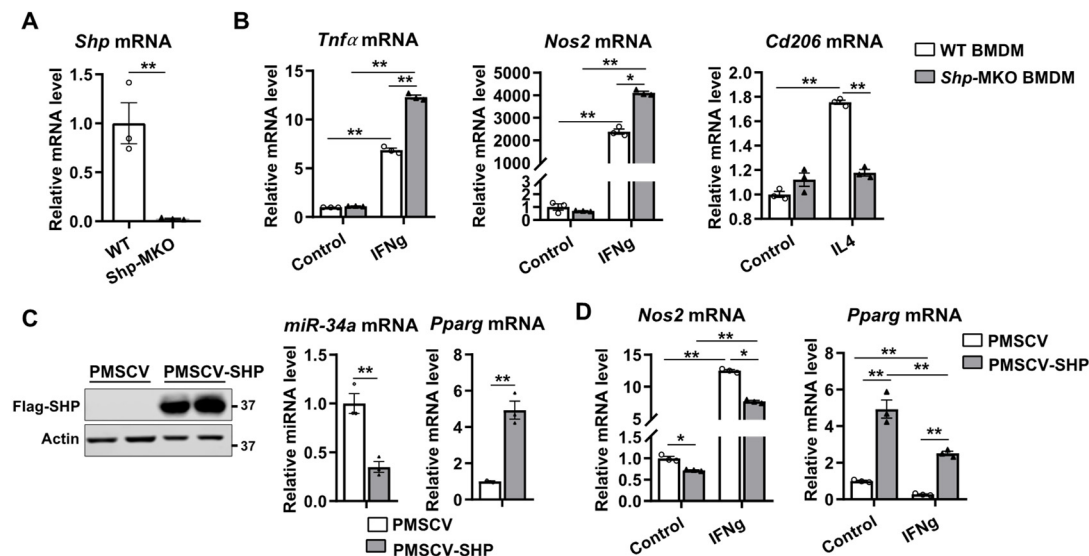 A
Shp mRNA
Relative mRNA level
1.5
1.0
0.5
0.0
**
WT
Shp-MKO
B
Tnfα mRNA
Relative mRNA level
15
10
5
0
**
**
**
Control
IFNg
Nos2 mRNA
Relative mRNA level
5000
4000
3000
2000
1000
0
2
1
0
**
*
**
Control
IFNg
Cd206 mRNA
Relative mRNA level
2.0
1.8
1.6
1.4
1.2
1.0
0.8
**
**
Control
IL4
WT BMDM
Shp-MKO BMDM
C
PMSCV
PMSCV-SHP
Flag-SHP
37
Actin
37
miR-34a mRNA
Relative miRNA level
1.5
1.0
0.5
0.0
**
Pparg mRNA
Relative mRNA level
8
6
4
2
0
**
PMSCV
PMSCV-SHP
D
Nos2 mRNA
Relative mRNA level
15
10
5
1.5
1.0
0.5
0.0
**
**
*
*
Control
IFNg
Pparg mRNA
Relative mRNA level
8
6
4
2
0
**
**
**
**
Control
IFNg
PMSCV
PMSCV-SHP